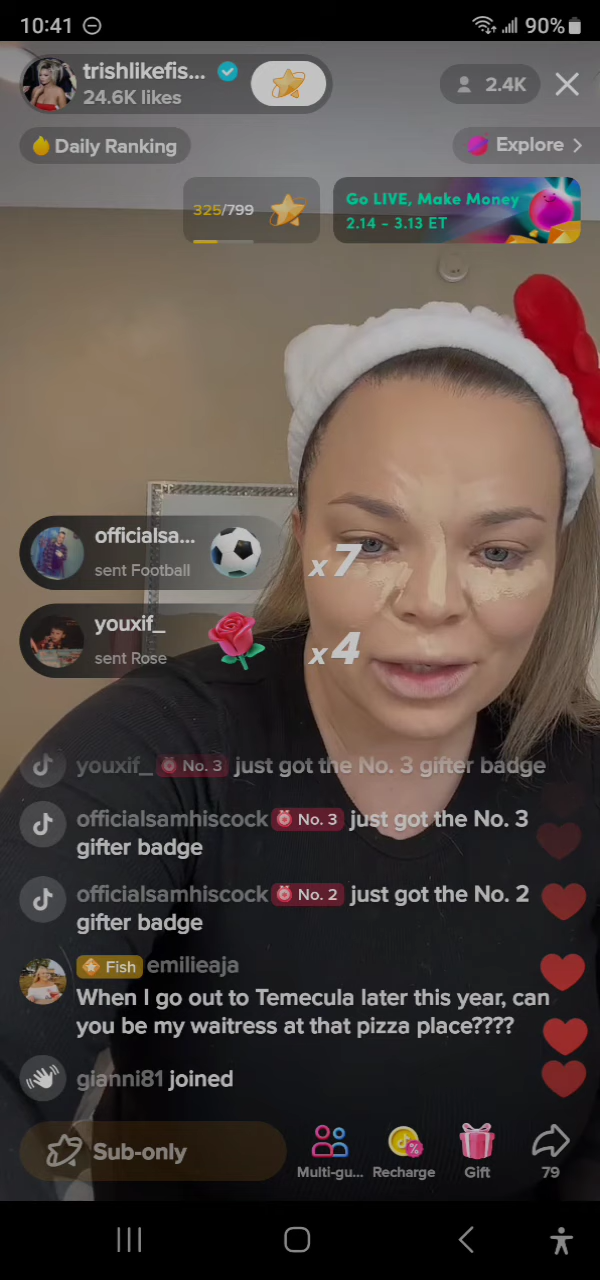 10:41
90%
trishlikefis...
24.6K likes
2.4K
Daily Ranking
Explore >
325/799
Go LIVE, Make Money
2.14 - 3.13 ET
officialsa...
sent Football
x7
youxif_
sent Rose
x4
youxif_ No. 3 just got the No. 3 gifter badge
officialsamhiscock No. 3 just got the No. 3
gifter badge
officialsamhiscock No. 2 just got the No. 2
gifter badge
Fish emilieaja
When I go out to Temecula later this year, can
you be my waitress at that pizza place????
gianni81 joined
Sub-only
Multi-gu...
Recharge
Gift
79